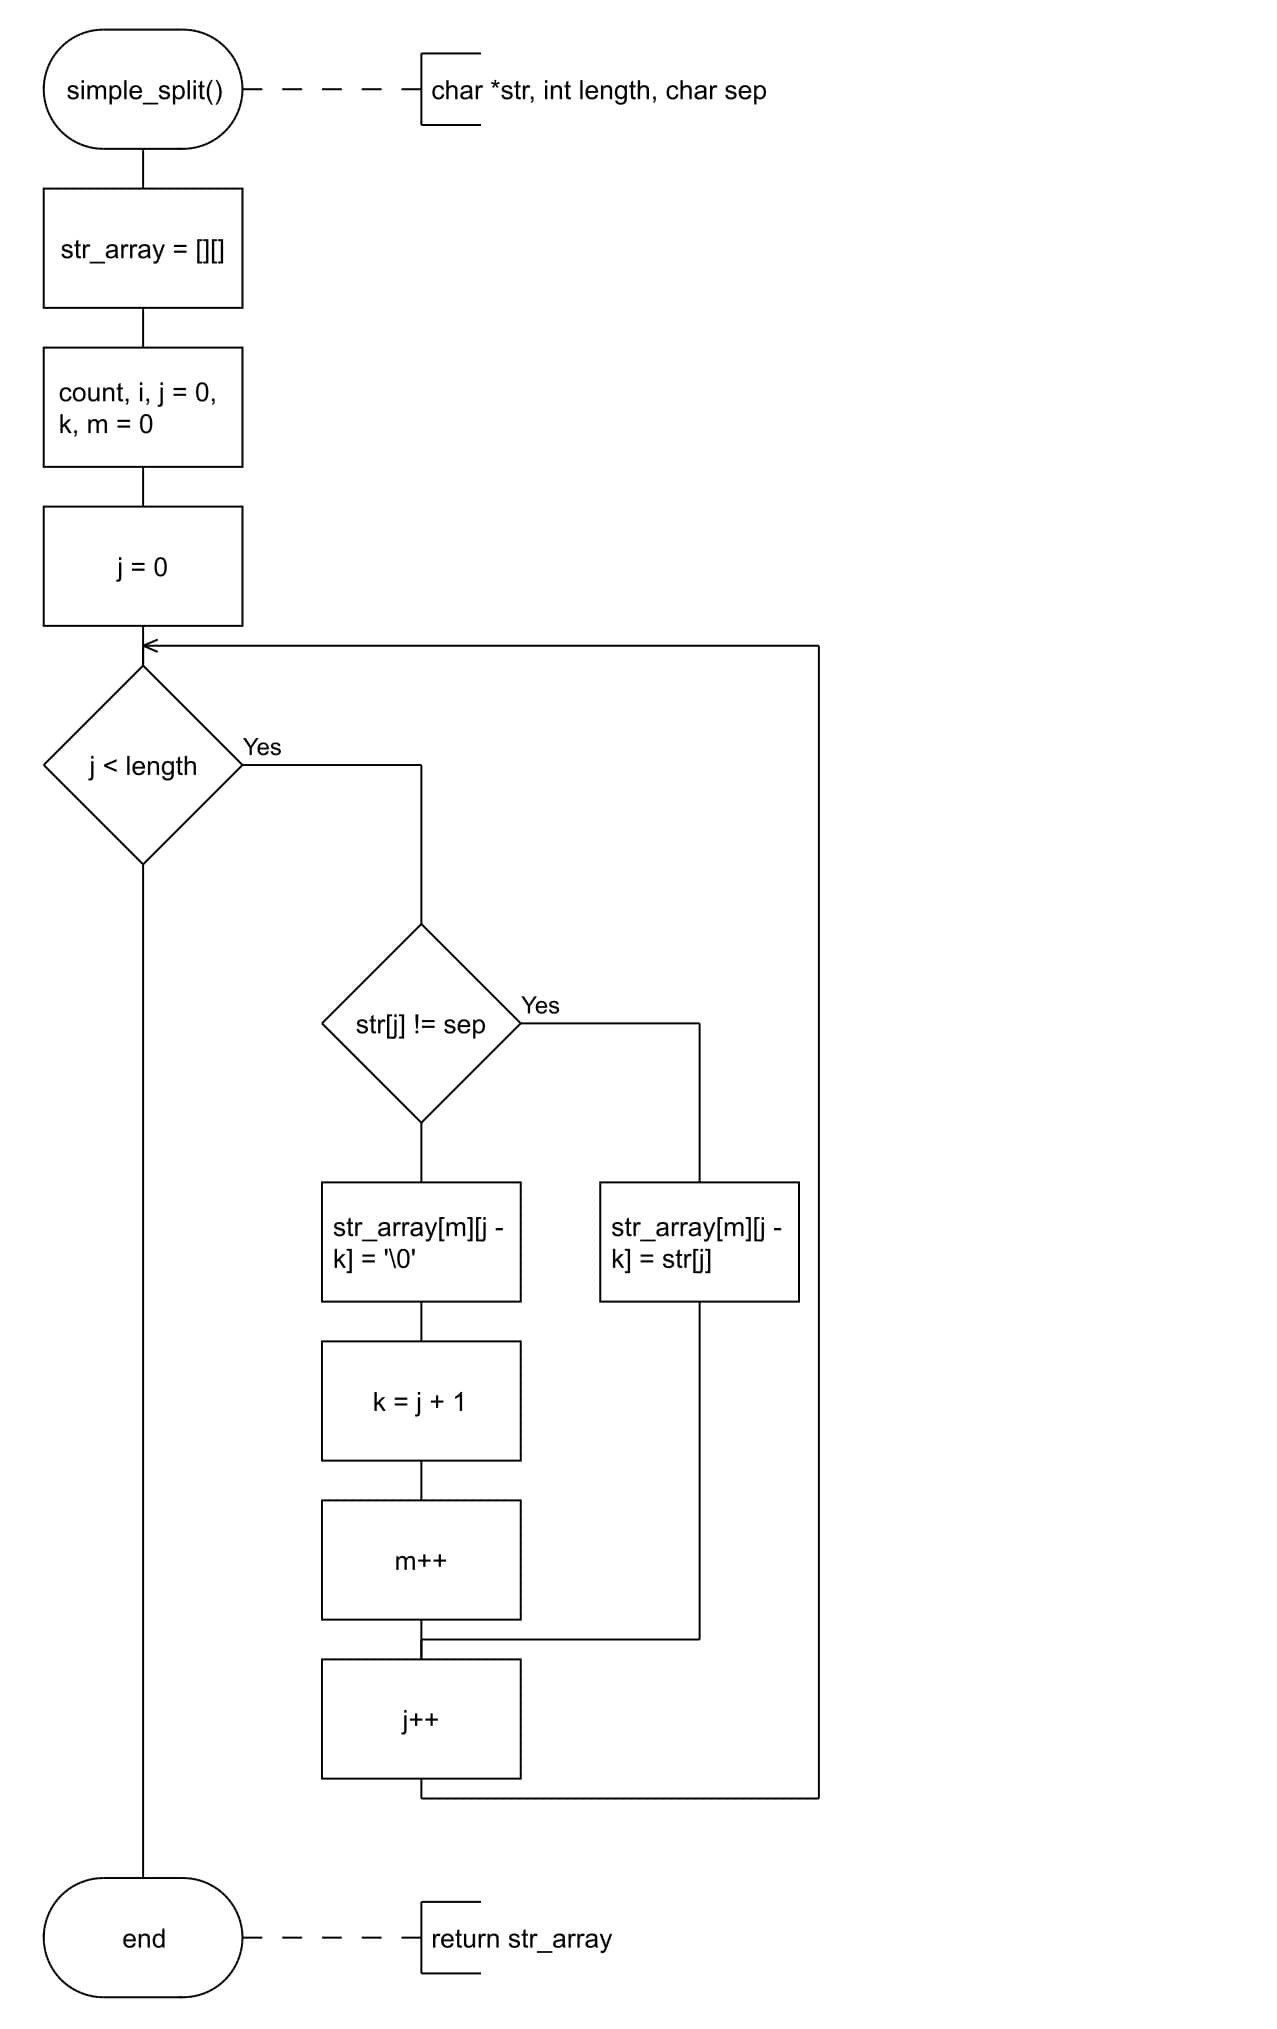 simple_split()
char *str, int length, char sep
str_array = [][]
count, i, j = 0,
k, m = 0
j = 0
j < length
Yes
str[j] != sep
Yes
str_array[m][j -
k] = '\0'
str_array[m][j -
k] = str[j]
k = j + 1
m++
j++
end
return str_array